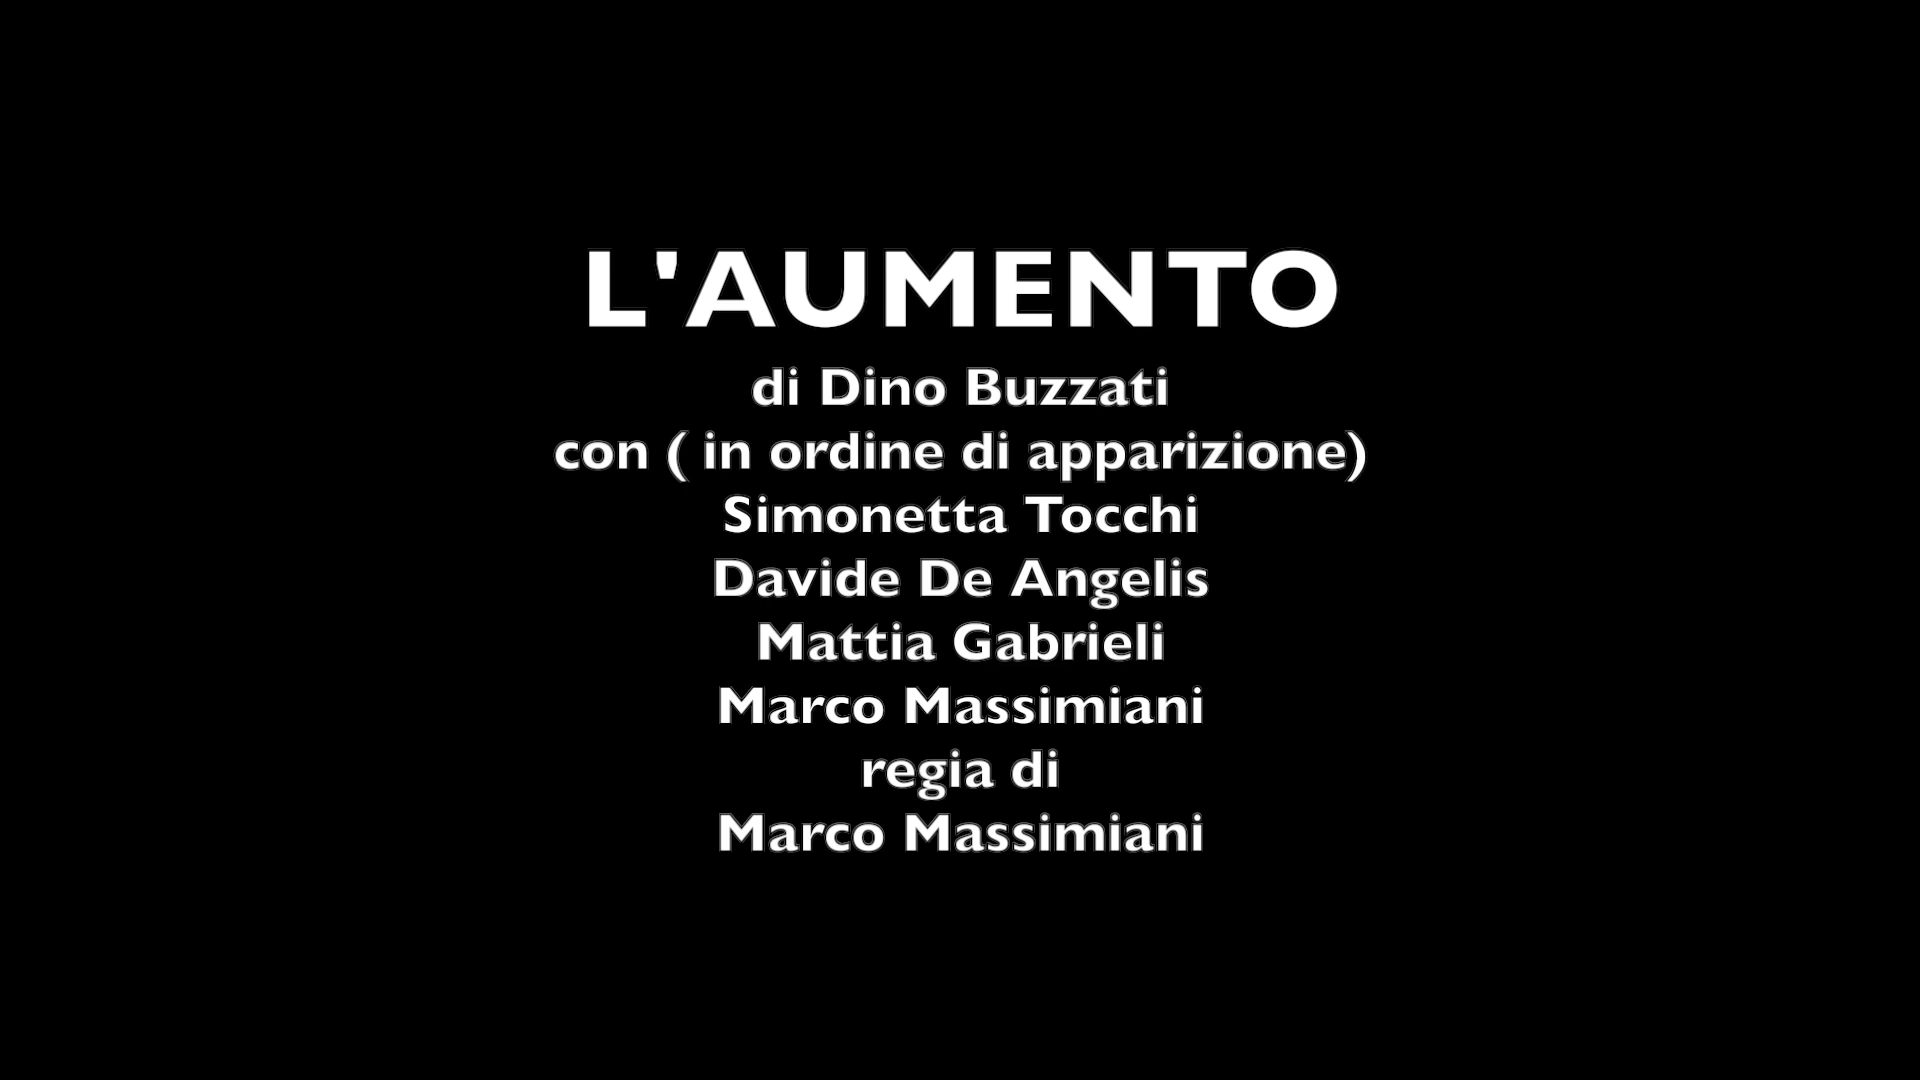 L'AUMENTO
di Dino Buzzati
con ( in ordine di apparizione)
Simonetta Tocchi
Davide De Angelis
Mattia Gabrieli
Marco Massimiani
regia di
Marco Massimiani